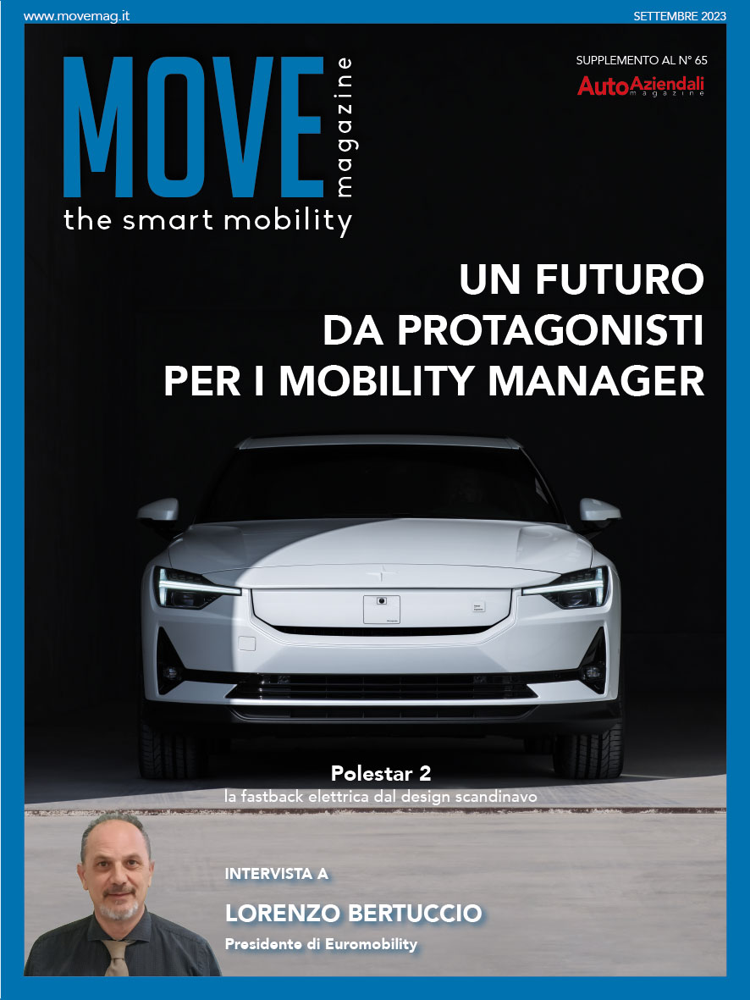 www.movemag.it
SETTEMBRE 2023
MOVE
magazine
the smart mobility
SUPPLEMENTO AL N° 65
AutoAziendali
magazine
UN FUTURO
DA PROTAGONISTI
PER I MOBILITY MANAGER
Polestar 2
la fastback elettrica dal design scandinavo
INTERVISTA A
LORENZO BERTUCCIO
Presidente di Euromobility